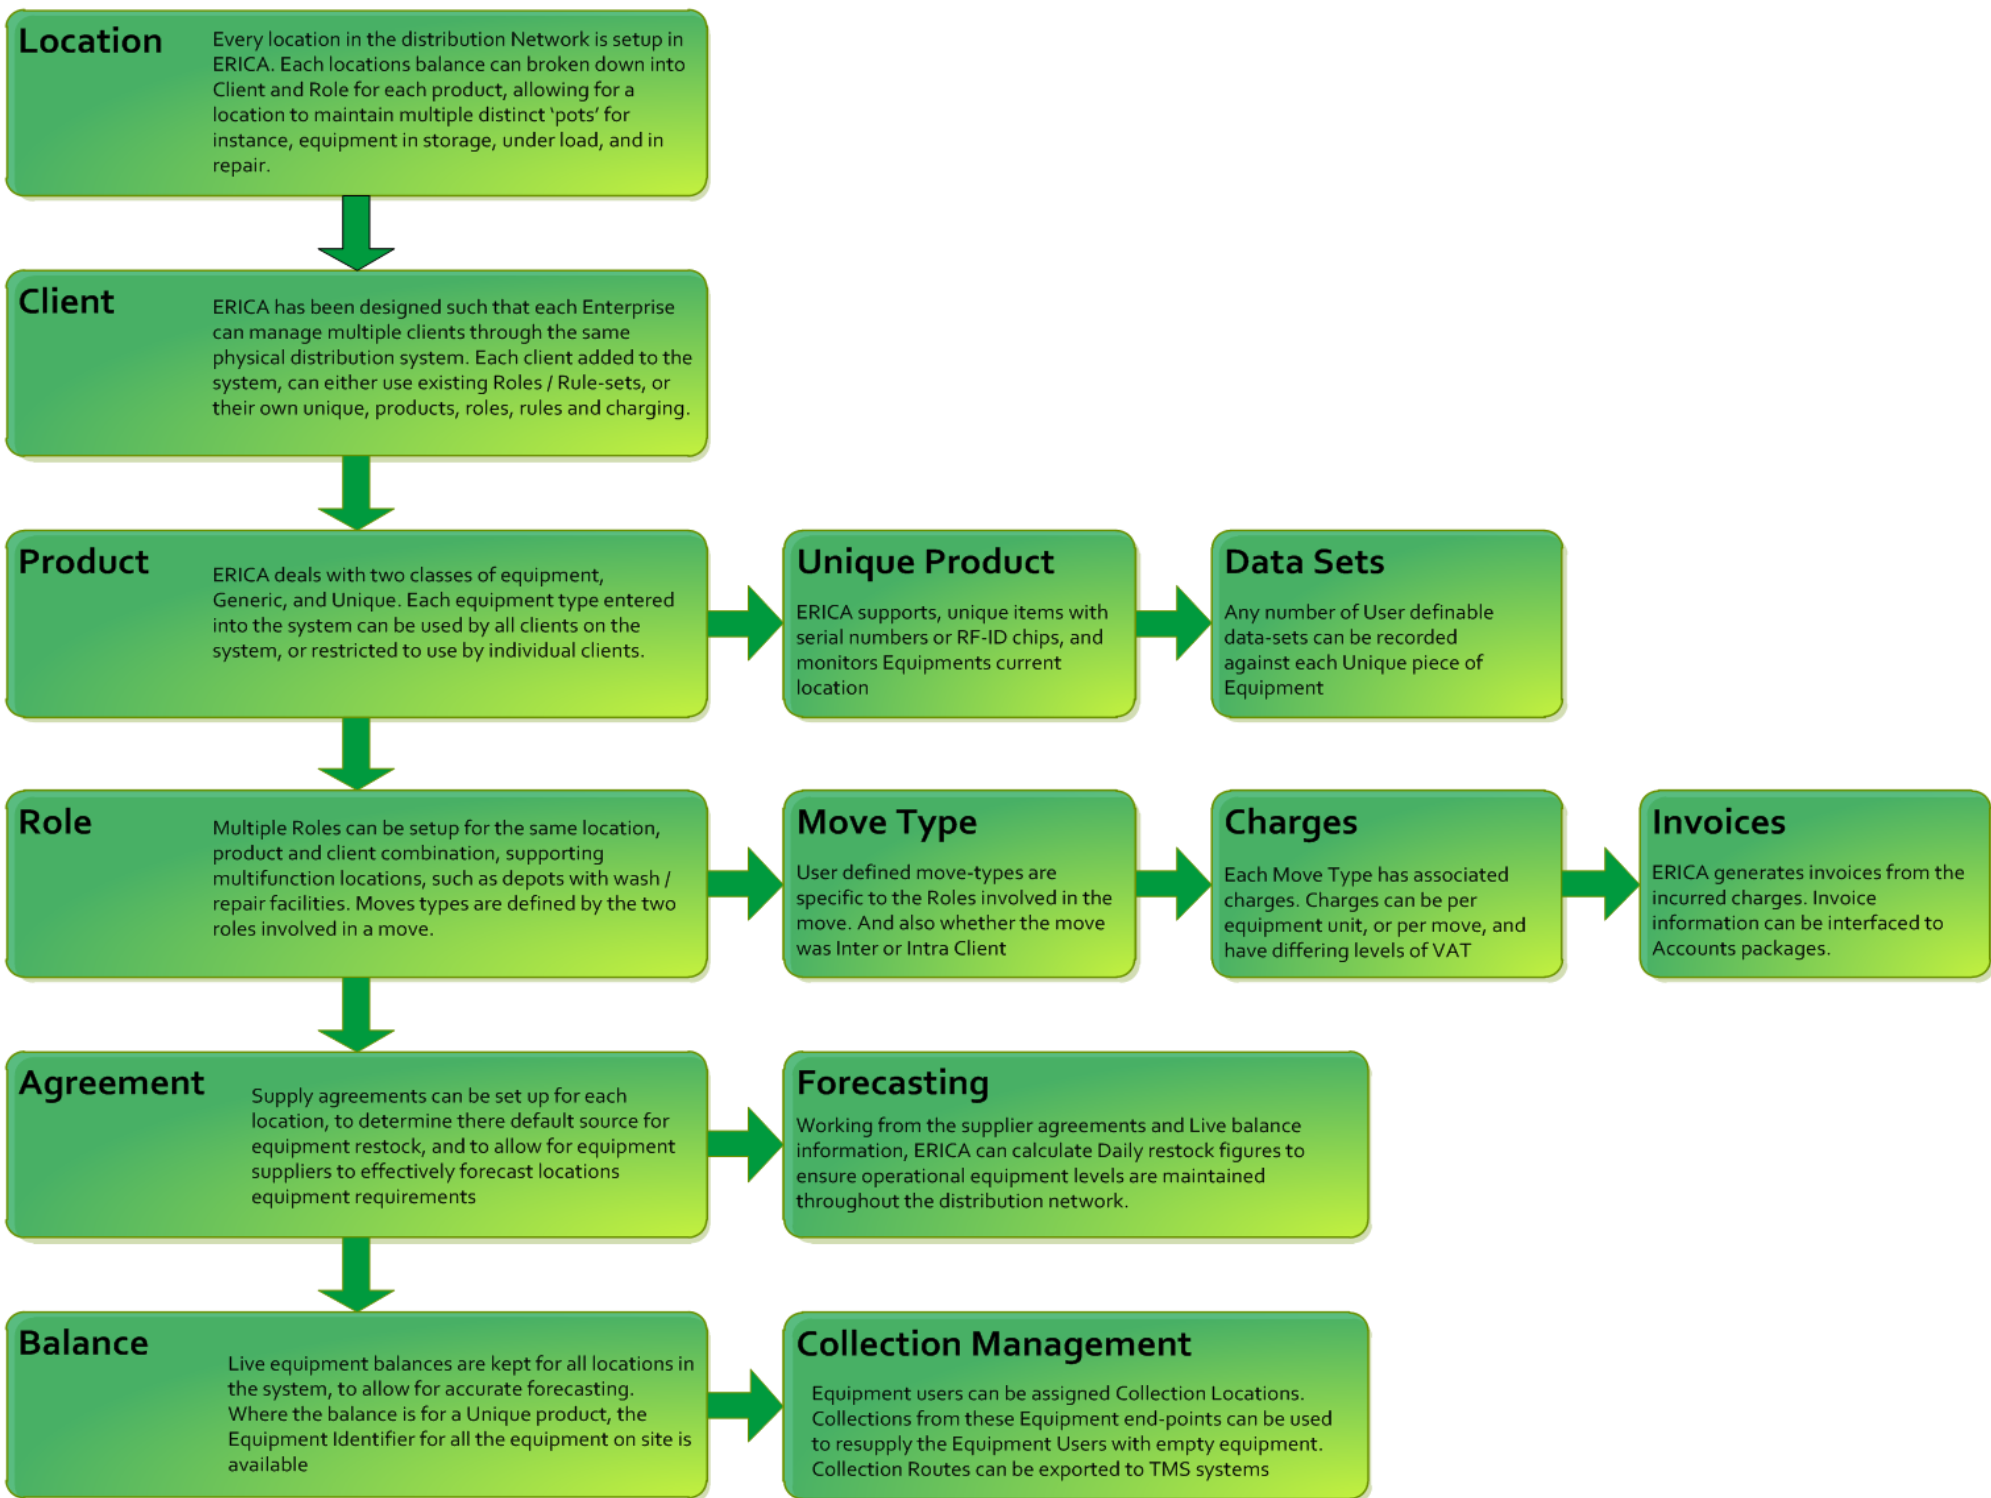 Location
Every location in the distribution Network is setup in
ERICA. Each locations balance can broken down into
Client and Role for each product, allowing for a
location to maintain multiple distinct ‘pots’ for
instance, equipment in storage, under load, and in
repair.
Client
ERICA has been designed such that each Enterprise
can manage multiple clients through the same
physical distribution system. Each client added to the
system, can either use existing Roles / Rule-sets, or
their own unique, products, roles, rules and charging.
Product
ERICA deals with two classes of equipment,
Generic, and Unique. Each equipment type entered
into the system can be used by all clients on the
system, or restricted to use by individual clients.
Unique Product
ERICA supports, unique items with
serial numbers or RF-ID chips, and
monitors Equipments current
location
Data Sets
Any number of User definable
data-sets can be recorded
against each Unique piece of
Equipment
Role
Multiple Roles can be setup for the same location,
product and client combination, supporting
multifunction locations, such as depots with wash /
repair facilities. Moves types are defined by the two
roles involved in a move.
Move Type
User defined move-types are
specific to the Roles involved in the
move. And also whether the move
was Inter or Intra Client
Charges
Each Move Type has associated
charges. Charges can be per
equipment unit, or per move, and
have differing levels of VAT
Invoices
ERICA generates invoices from the
incurred charges. Invoice
information can be interfaced to
Accounts packages.
Agreement
Supply agreements can be set up for each
location, to determine there default source for
equipment restock, and to allow for equipment
suppliers to effectively forecast locations
equipment requirements
Forecasting
Working from the supplier agreements and Live balance
information, ERICA can calculate Daily restock figures to
ensure operational equipment levels are maintained
throughout the distribution network.
Balance
Live equipment balances are kept for all locations in
the system, to allow for accurate forecasting.
Where the balance is for a Unique product, the
Equipment Identifier for all the equipment on site is
available
Collection Management
Equipment users can be assigned Collection Locations.
Collections from these Equipment end-points can be used
to resupply the Equipment Users with empty equipment.
Collection Routes can be exported to TMS systems